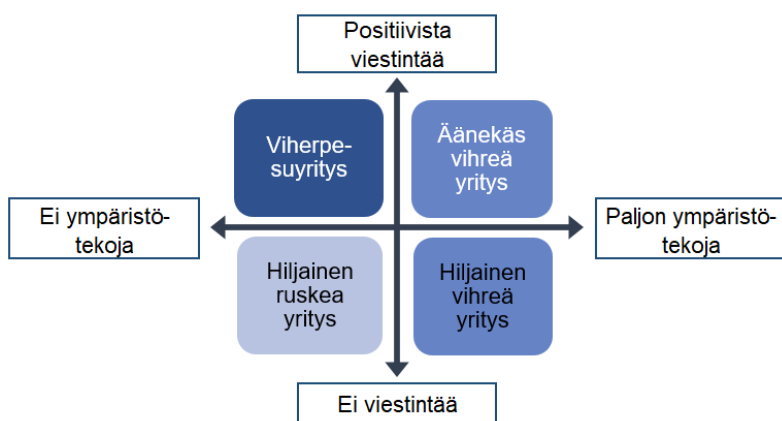 Positiivista
viestintää
Viherpe-
suyritys
Äänekäs
vihreä
yritys
Ei ympäristö-
tekoja
Paljon ympäristö-
tekoja
Hiljainen
ruskea
yritys
Hiljainen
vihreä
yritys
Ei viestintää